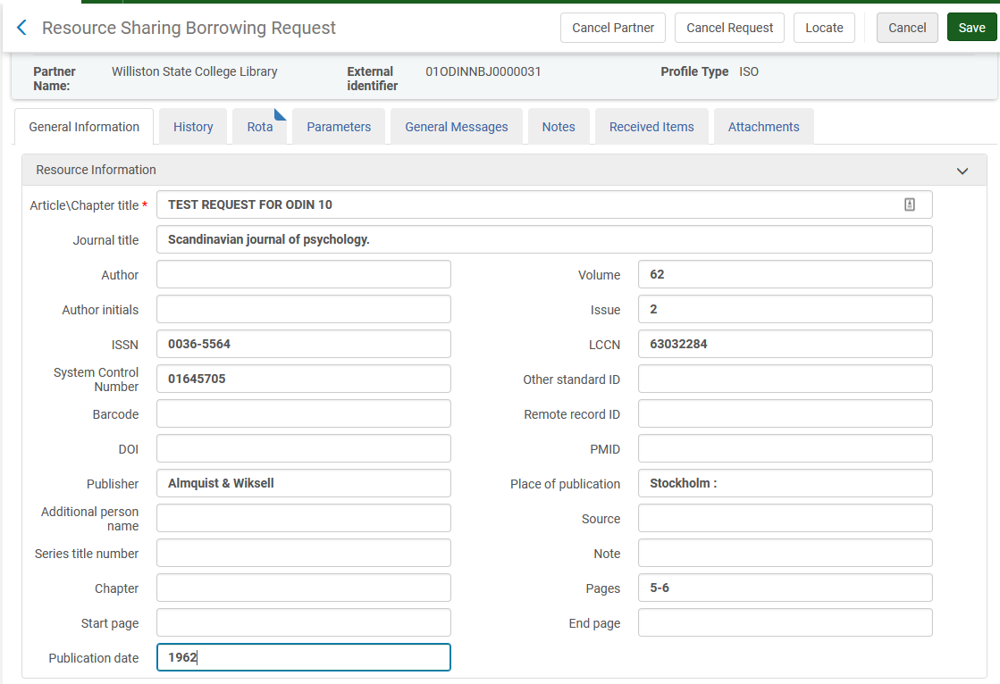 Resource Sharing Borrowing Request
Cancel Partner
Cancel Request
Locate
Cancel
Save
Partner Name:
Williston State College Library
External identifier
01ODINNBJ0000031
Profile Type
ISO
General Information
History
Rota
Parameters
General Messages
Notes
Received Items
Attachments
Resource Information
Article\Chapter title *
TEST REQUEST FOR ODIN 10
Journal title
Scandinavian journal of psychology.
Author
Volume
62
Author initials
Issue
2
ISSN
0036-5564
LCCN
63032284
System Control Number
01645705
Other standard ID
Barcode
Remote record ID
DOI
PMID
Publisher
Almquist & Wiksell
Place of publication
Stockholm :
Additional person name
Source
Series title number
Note
Chapter
Pages
5-6
Start page
End page
Publication date
1962